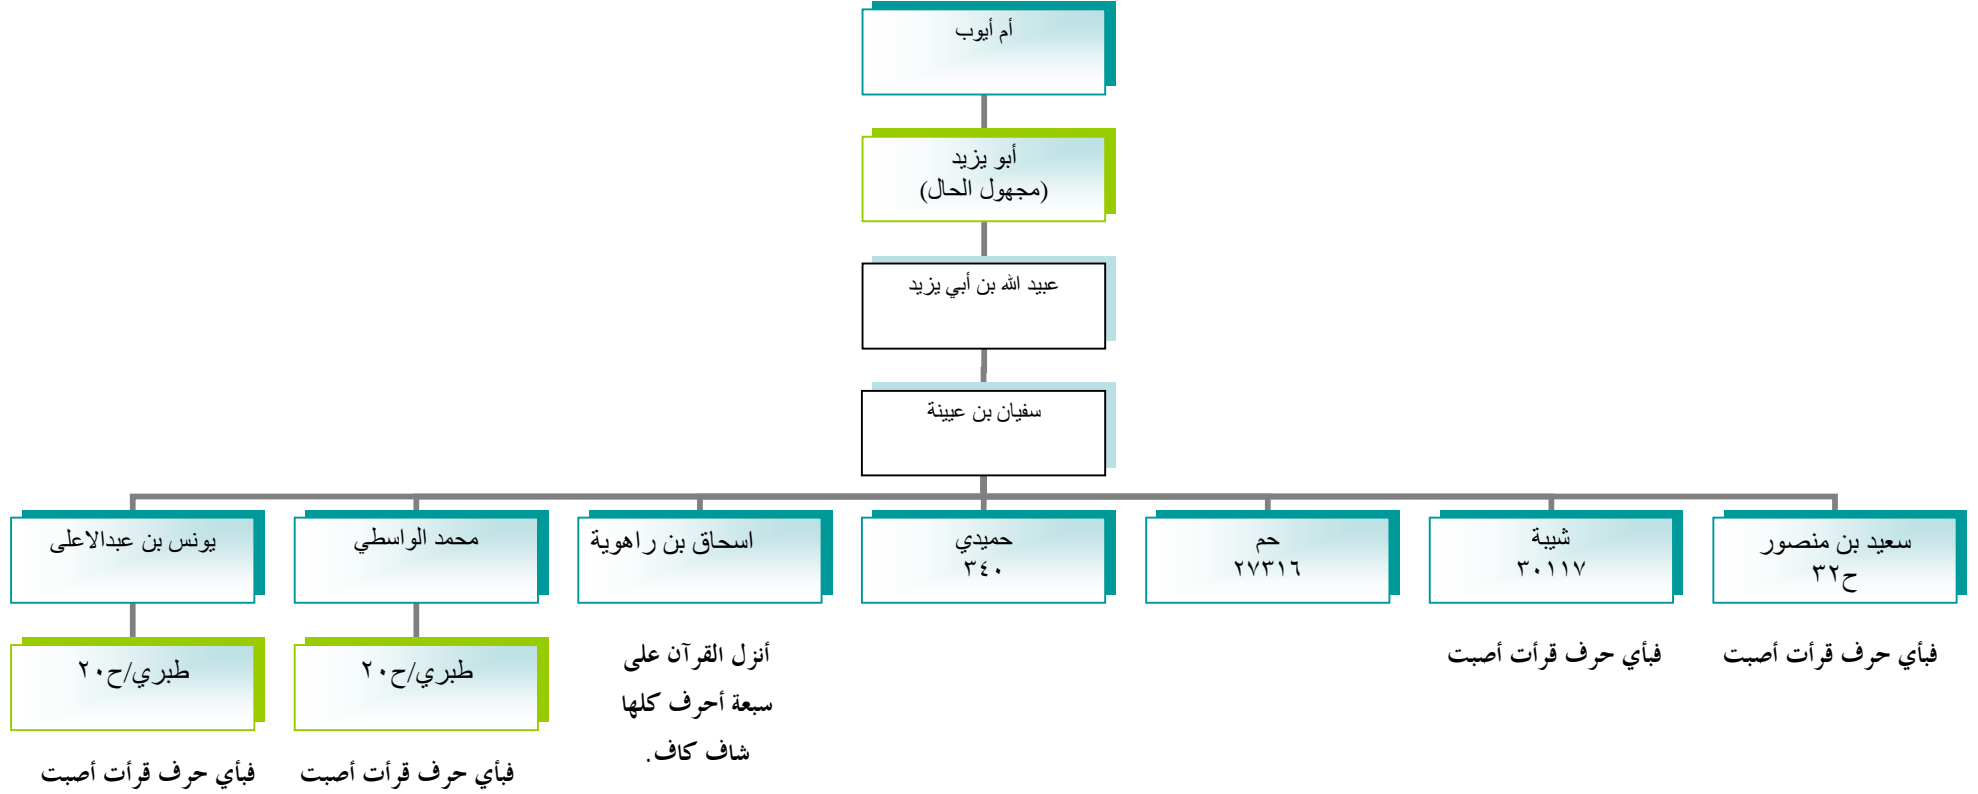 أم أيوب
أبو يزيد
(مجهول الحال)
عبيد الله بن أبي يزيد
سفيان بن عيينة
سعيد بن منصور
ح٣٢
شيبة
٣٠١١٧
حم
٢٧٣١٦
حميدي
٣٤٠
اسحاق بن راهوية
محمد الواسطي
يونس بن عبدالاعلى
فبأي حرف قرأت أصبت
فبأي حرف قرأت أصبت
أنزل القرآن على
سبعة أحرف كلها
شاف كاف.
طبري/ح٢٠
طبري/ح٢٠
فبأي حرف قرأت أصبت
فبأي حرف قرأت أصبت